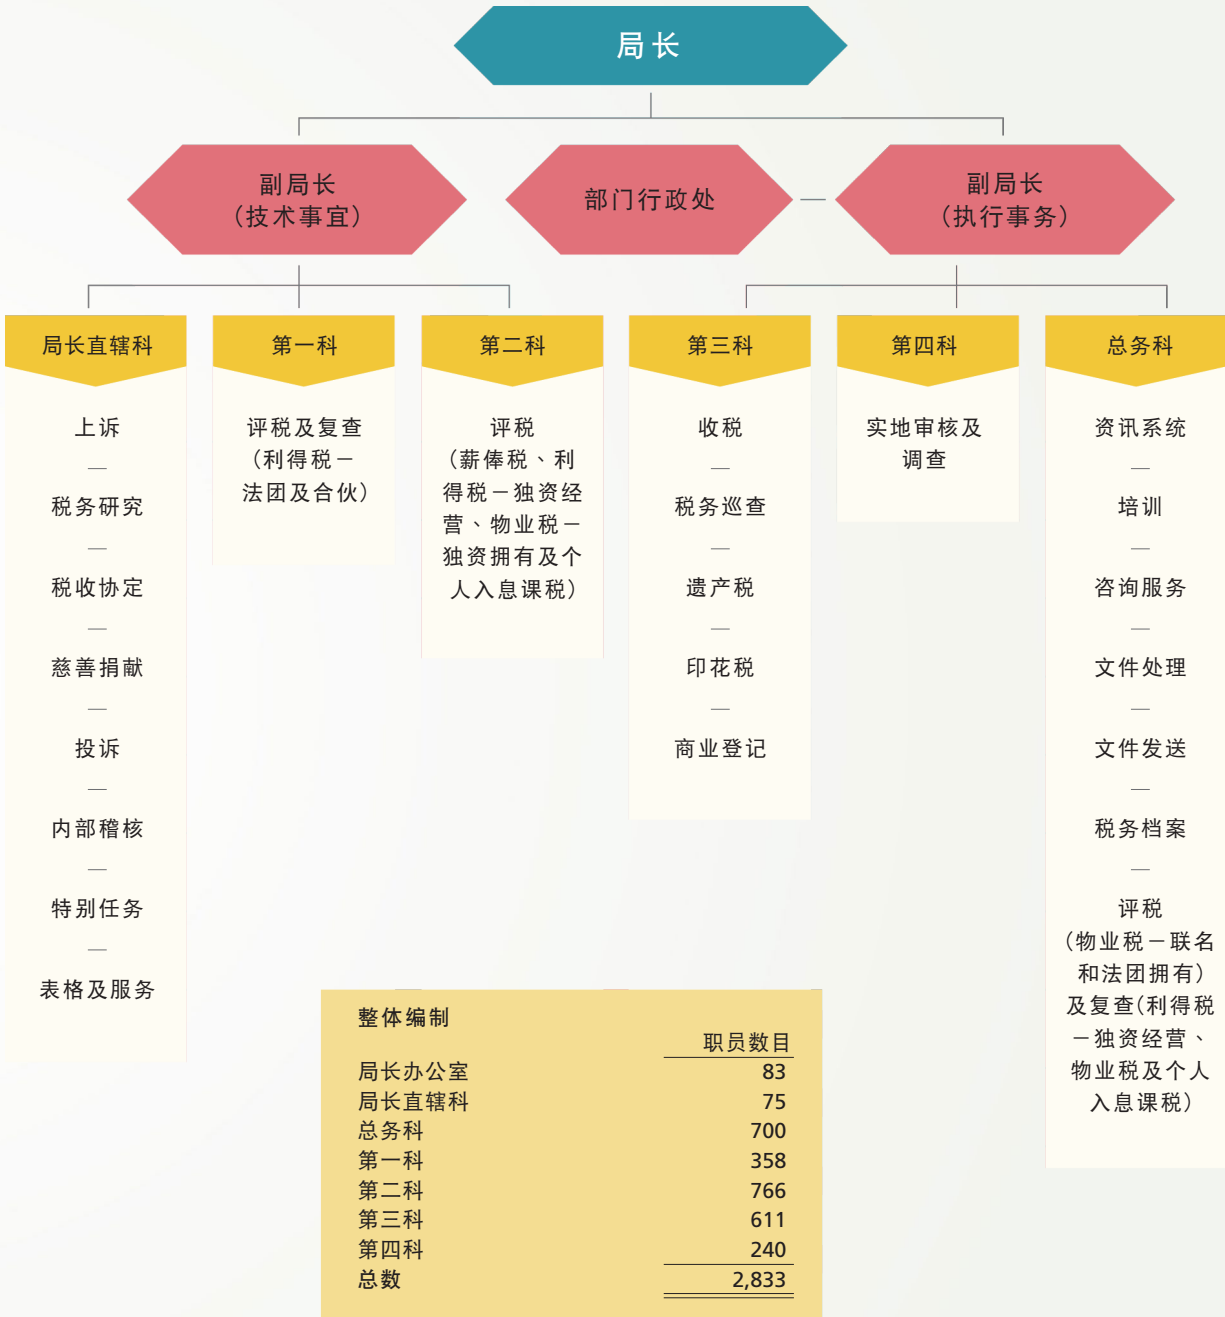 局长
副局长
（技术事宜）
部门行政处
副局长
（执行事务）
局长直辖科
上诉
税务研究
税收协定
慈善捐献
投诉
内部稽核
特别任务
表格及服务
第一科
评税及复查
（利得税－
法团及合伙）
第二科
评税
（薪俸税、利
得税－独资经
营、物业税－
独资拥有及个
人入息课税）
第三科
收税
税务巡查
遗产税
印花税
商业登记
第四科
实地审核及
调查
总务科
资讯系统
培训
咨询服务
文件处理
文件发送
税务档案
评税
（物业税－联名
和法团拥有）
及复查(利得税
－独资经营、
物业税及个人
入息课税）
整体编制
职员数目
局长办公室 83
局长直辖科 75
总务科 700
第一科 358
第二科 766
第三科 611
第四科 240
总数 2,833